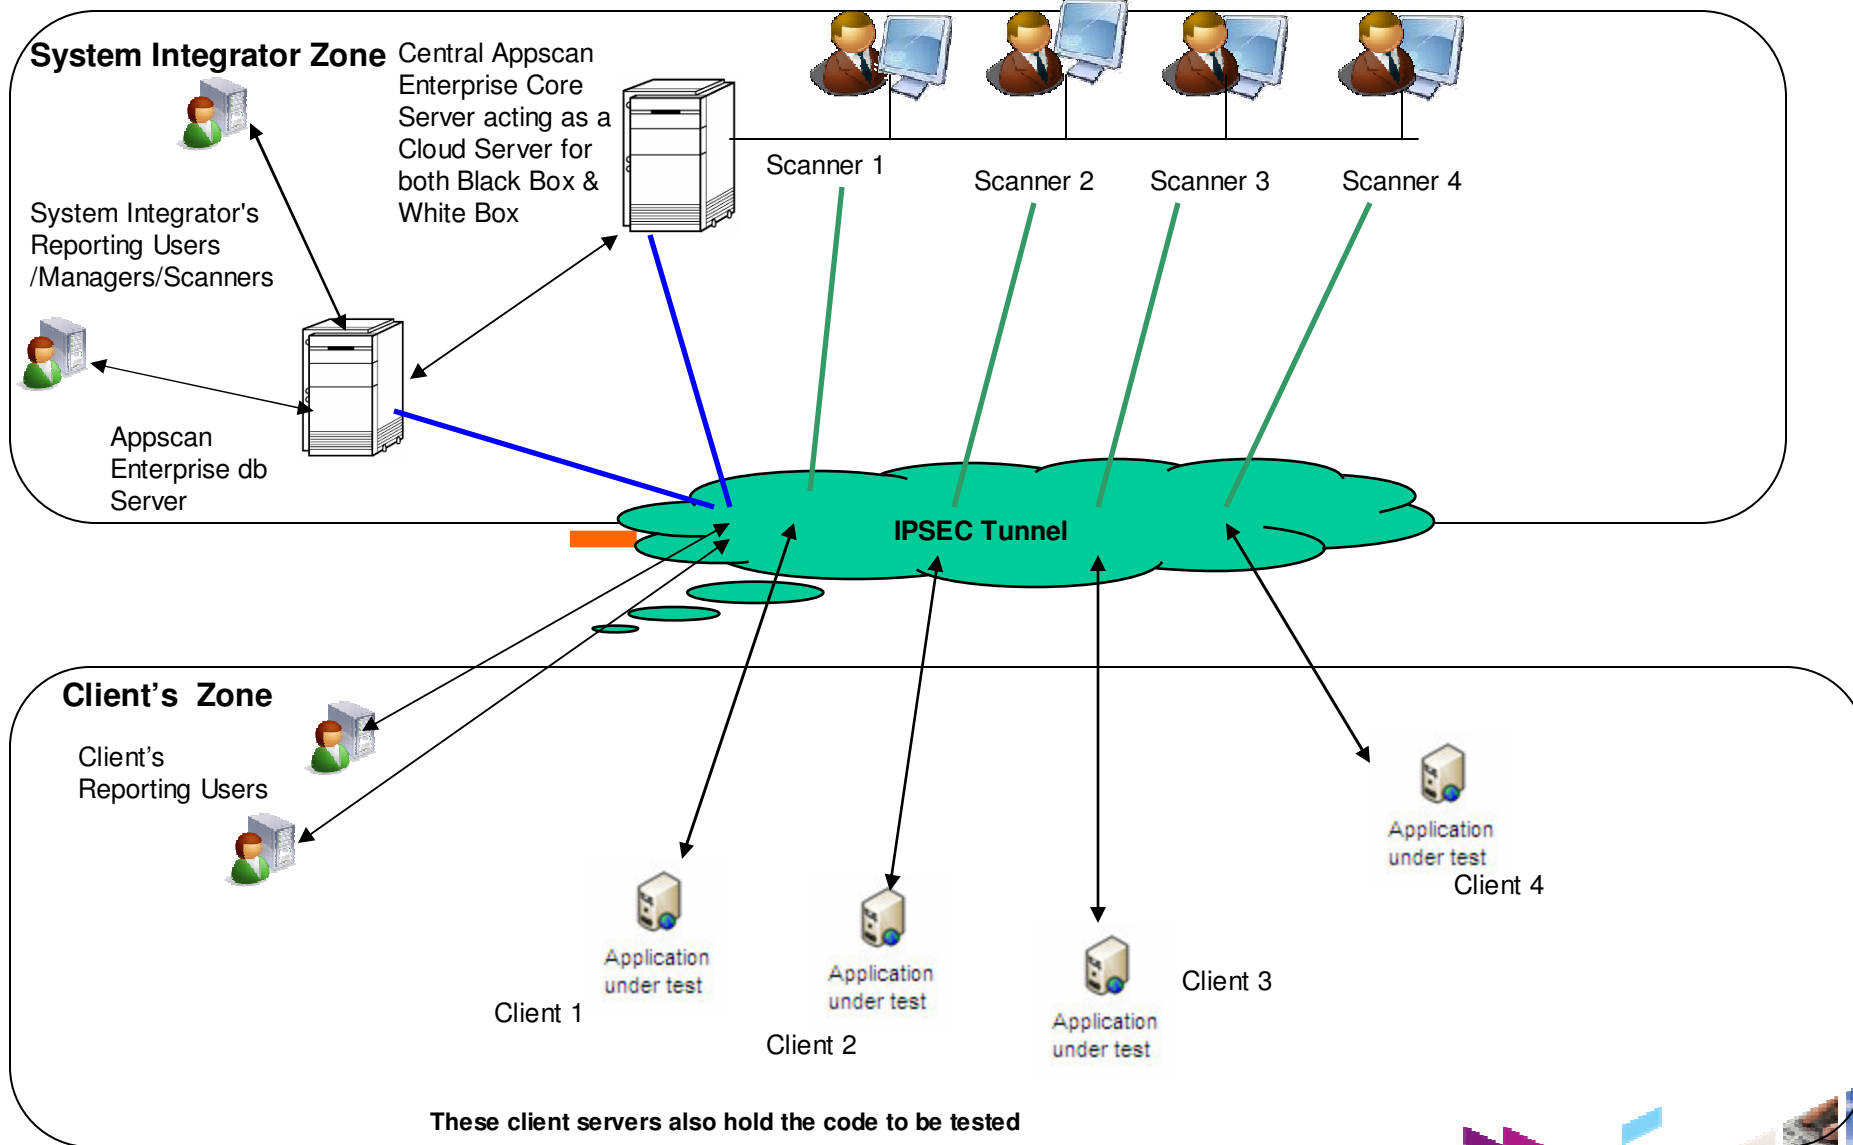 System Integrator Zone
Central Appscan
Enterprise Core
Server acting as a
Cloud Server for
both Black Box &
White Box
Scanner 1
Scanner 2
Scanner 3
Scanner 4
System Integrator's
Reporting Users
/Managers/Scanners
Appscan
Enterprise db
Server
IPSEC Tunnel
Client’s  Zone
Client’s
Reporting Users
Application
under test
Client 1
Application
under test
Client 2
Application
under test
Client 3
Application
under test
Client 4
These client servers also hold the code to be tested